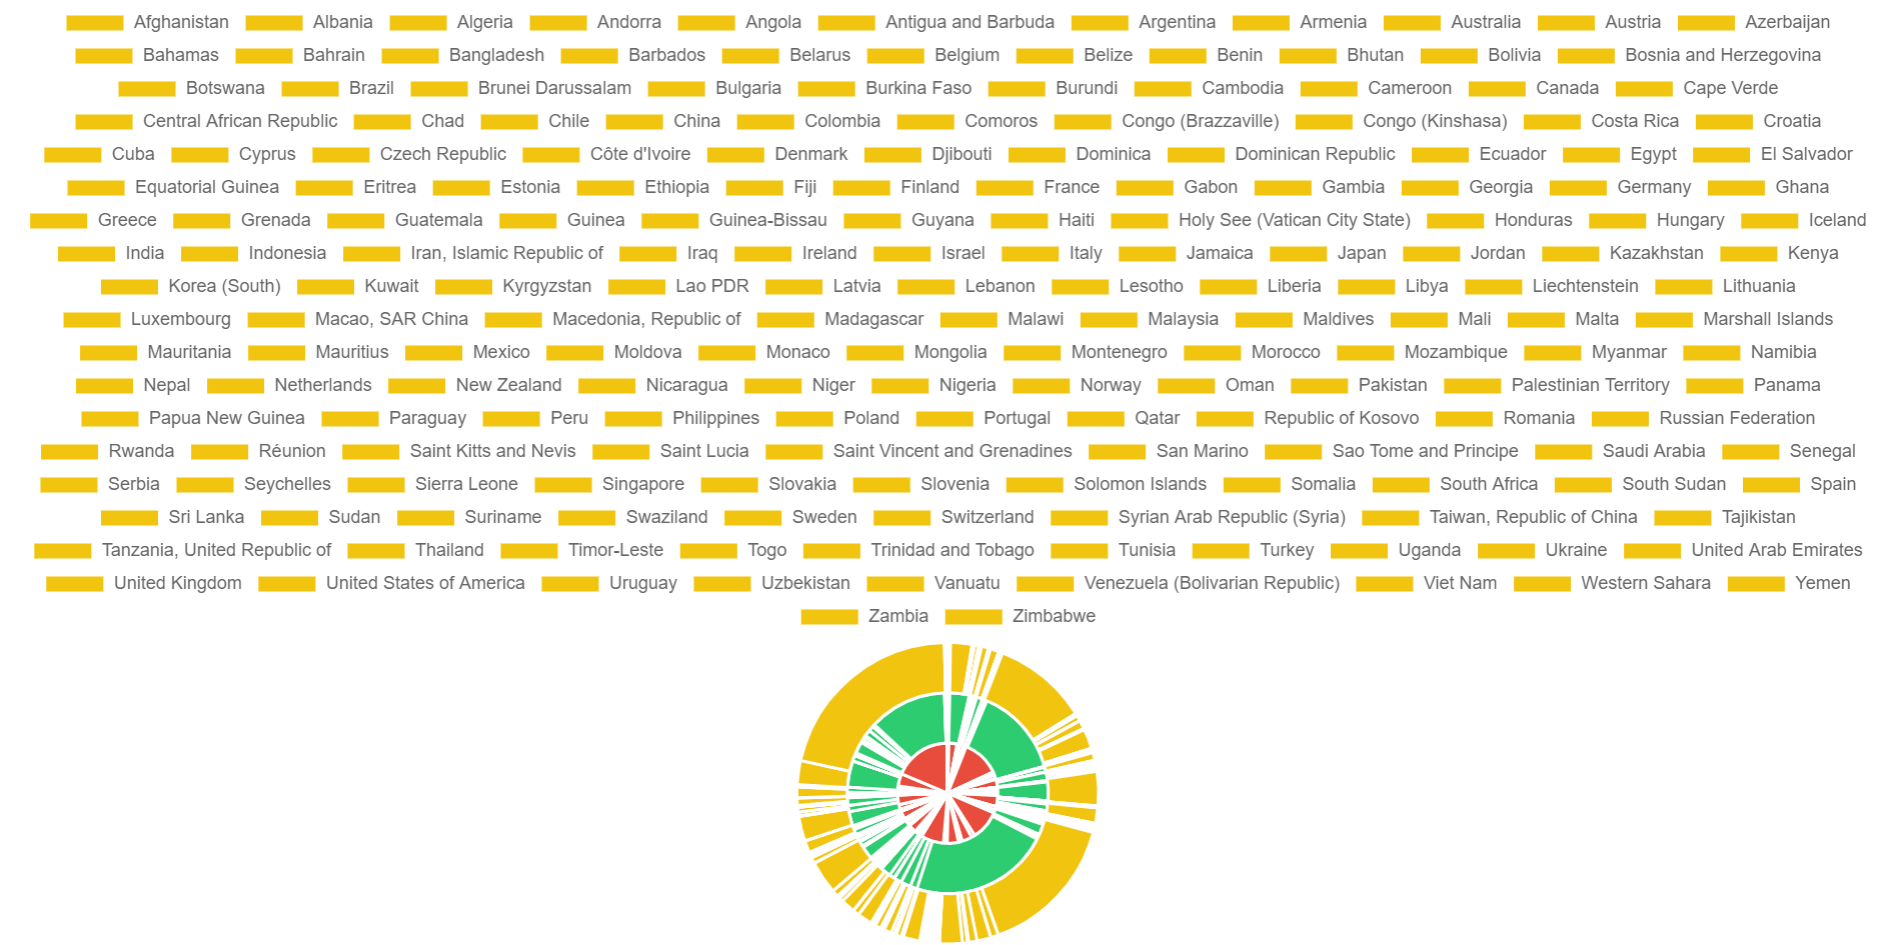 Afghanistan Albania Algeria Andorra Angola Antigua and Barbuda Argentina Armenia Australia Austria Azerbaijan
Bahamas Bahrain Bangladesh Barbados Belarus Belgium Belize Benin Bhutan Bolivia Bosnia and Herzegovina
Botswana Brazil Brunei Darussalam Bulgaria Burkina Faso Burundi Cambodia Cameroon Canada Cape Verde
Central African Republic Chad Chile China Colombia Comoros Congo (Brazzaville) Congo (Kinshasa) Costa Rica Croatia
Cuba Cyprus Czech Republic Côte d'Ivoire Denmark Djibouti Dominica Dominican Republic Ecuador Egypt El Salvador
Equatorial Guinea Eritrea Estonia Ethiopia Fiji Finland France Gabon Gambia Georgia Germany Ghana
Greece Grenada Guatemala Guinea Guinea-Bissau Guyana Haiti Holy See (Vatican City State) Honduras Hungary Iceland
India Indonesia Iran, Islamic Republic of Iraq Ireland Israel Italy Jamaica Japan Jordan Kazakhstan Kenya
Korea (South) Kuwait Kyrgyzstan Lao PDR Latvia Lebanon Lesotho Liberia Libya Liechtenstein Lithuania
Luxembourg Macao, SAR China Macedonia, Republic of Madagascar Malawi Malaysia Maldives Mali Malta Marshall Islands
Mauritania Mauritius Mexico Moldova Monaco Mongolia Montenegro Morocco Mozambique Myanmar Namibia
Nepal Netherlands New Zealand Nicaragua Niger Nigeria Norway Oman Pakistan Palestinian Territory Panama
Papua New Guinea Paraguay Peru Philippines Poland Portugal Qatar Republic of Kosovo Romania Russian Federation
Rwanda Réunion Saint Kitts and Nevis Saint Lucia Saint Vincent and Grenadines San Marino Sao Tome and Principe Saudi Arabia Senegal
Serbia Seychelles Sierra Leone Singapore Slovakia Slovenia Solomon Islands Somalia South Africa South Sudan Spain
Sri Lanka Sudan Suriname Swaziland Sweden Switzerland Syrian Arab Republic (Syria) Taiwan, Republic of China Tajikistan
Tanzania, United Republic of Thailand Timor-Leste Togo Trinidad and Tobago Tunisia Turkey Uganda Ukraine United Arab Emirates
United Kingdom United States of America Uruguay Uzbekistan Vanuatu Venezuela (Bolivarian Republic) Viet Nam Western Sahara Yemen
Zambia Zimbabwe